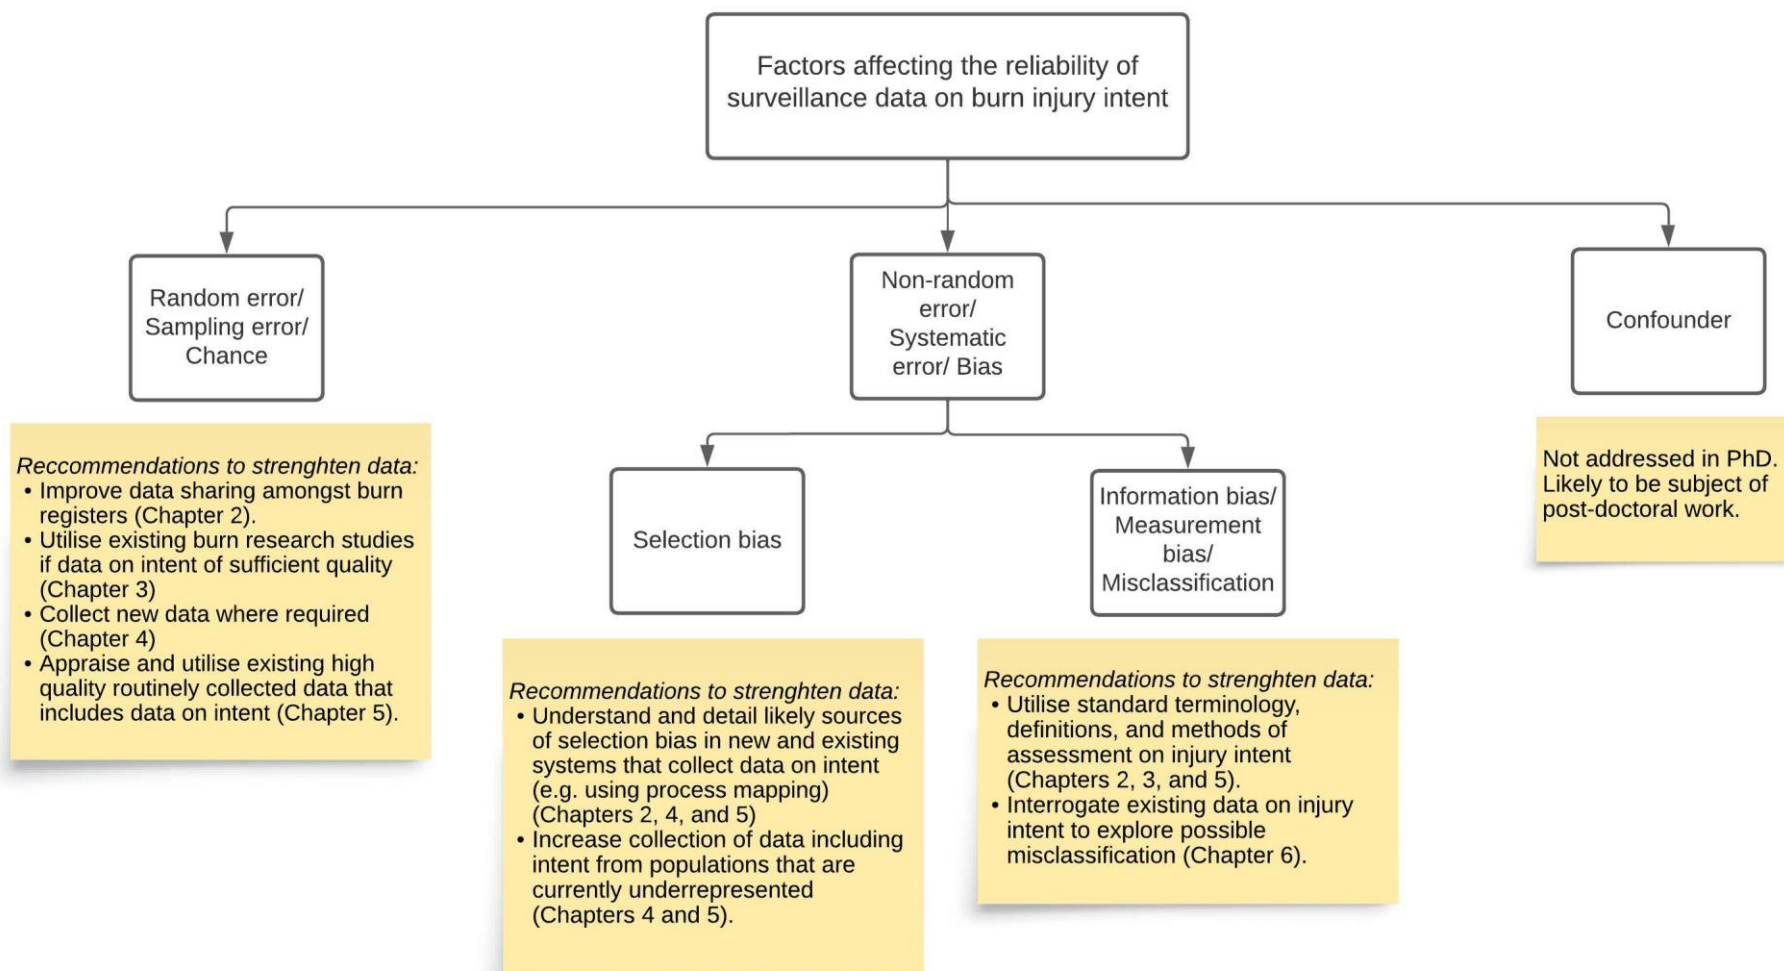 Factors affecting the reliability of
surveillance data on burn injury intent
Random error/
Sampling error/
Chance
Non-random
error/
Systematic
error/ Bias
Confounder
Reccommendations to strenghten data:
• Improve data sharing amongst burn
registers (Chapter 2).
• Utilise existing burn research studies
if data on intent of sufficient quality
(Chapter 3)
• Collect new data where required
(Chapter 4)
• Appraise and utilise existing high
quality routinely collected data that
includes data on intent (Chapter 5).
Selection bias
Information bias/
Measurement
bias/
Misclassification
Not addressed in PhD.
Likely to be subject of
post-doctoral work.
Recommendations to strenghten data:
• Understand and detail likely sources
of selection bias in new and existing
systems that collect data on intent
(e.g. using process mapping)
(Chapters 2, 4, and 5)
• Increase collection of data including
intent from populations that are
currently underrepresented
(Chapters 4 and 5).
Recommendations to strenghten data:
• Utilise standard terminology,
definitions, and methods of
assessment on injury intent
(Chapters 2, 3, and 5).
• Interrogate existing data on injury
intent to explore possible
misclassification (Chapter 6).